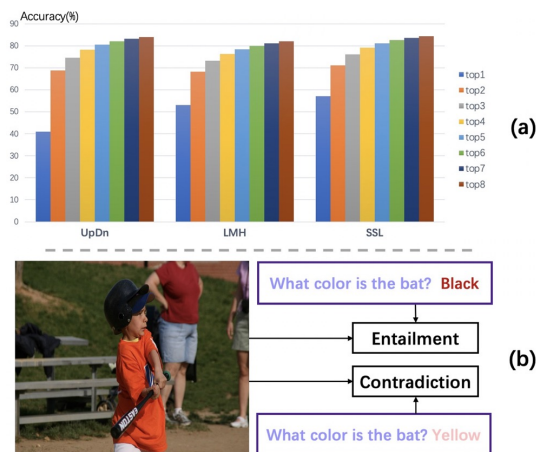 Accuracy(%)
90
80
70
60
50
40
30
20
10
0
UpDn
LMH
SSL
top1
top2
top3
top4
top5
top6
top7
top8
(a)
What color is the bat? Black
Entailment
Contradiction
What color is the bat? Yellow
(b)
EASTON